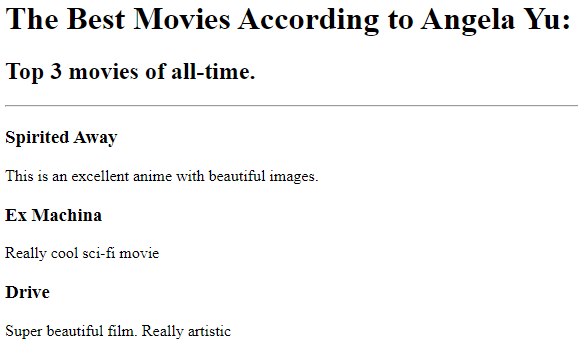 The Best Movies According to Angela Yu:
Top 3 movies of all-time.
Spirited Away
This is an excellent anime with beautiful images.
Ex Machina
Really cool sci-fi movie
Drive
Super beautiful film. Really artistic